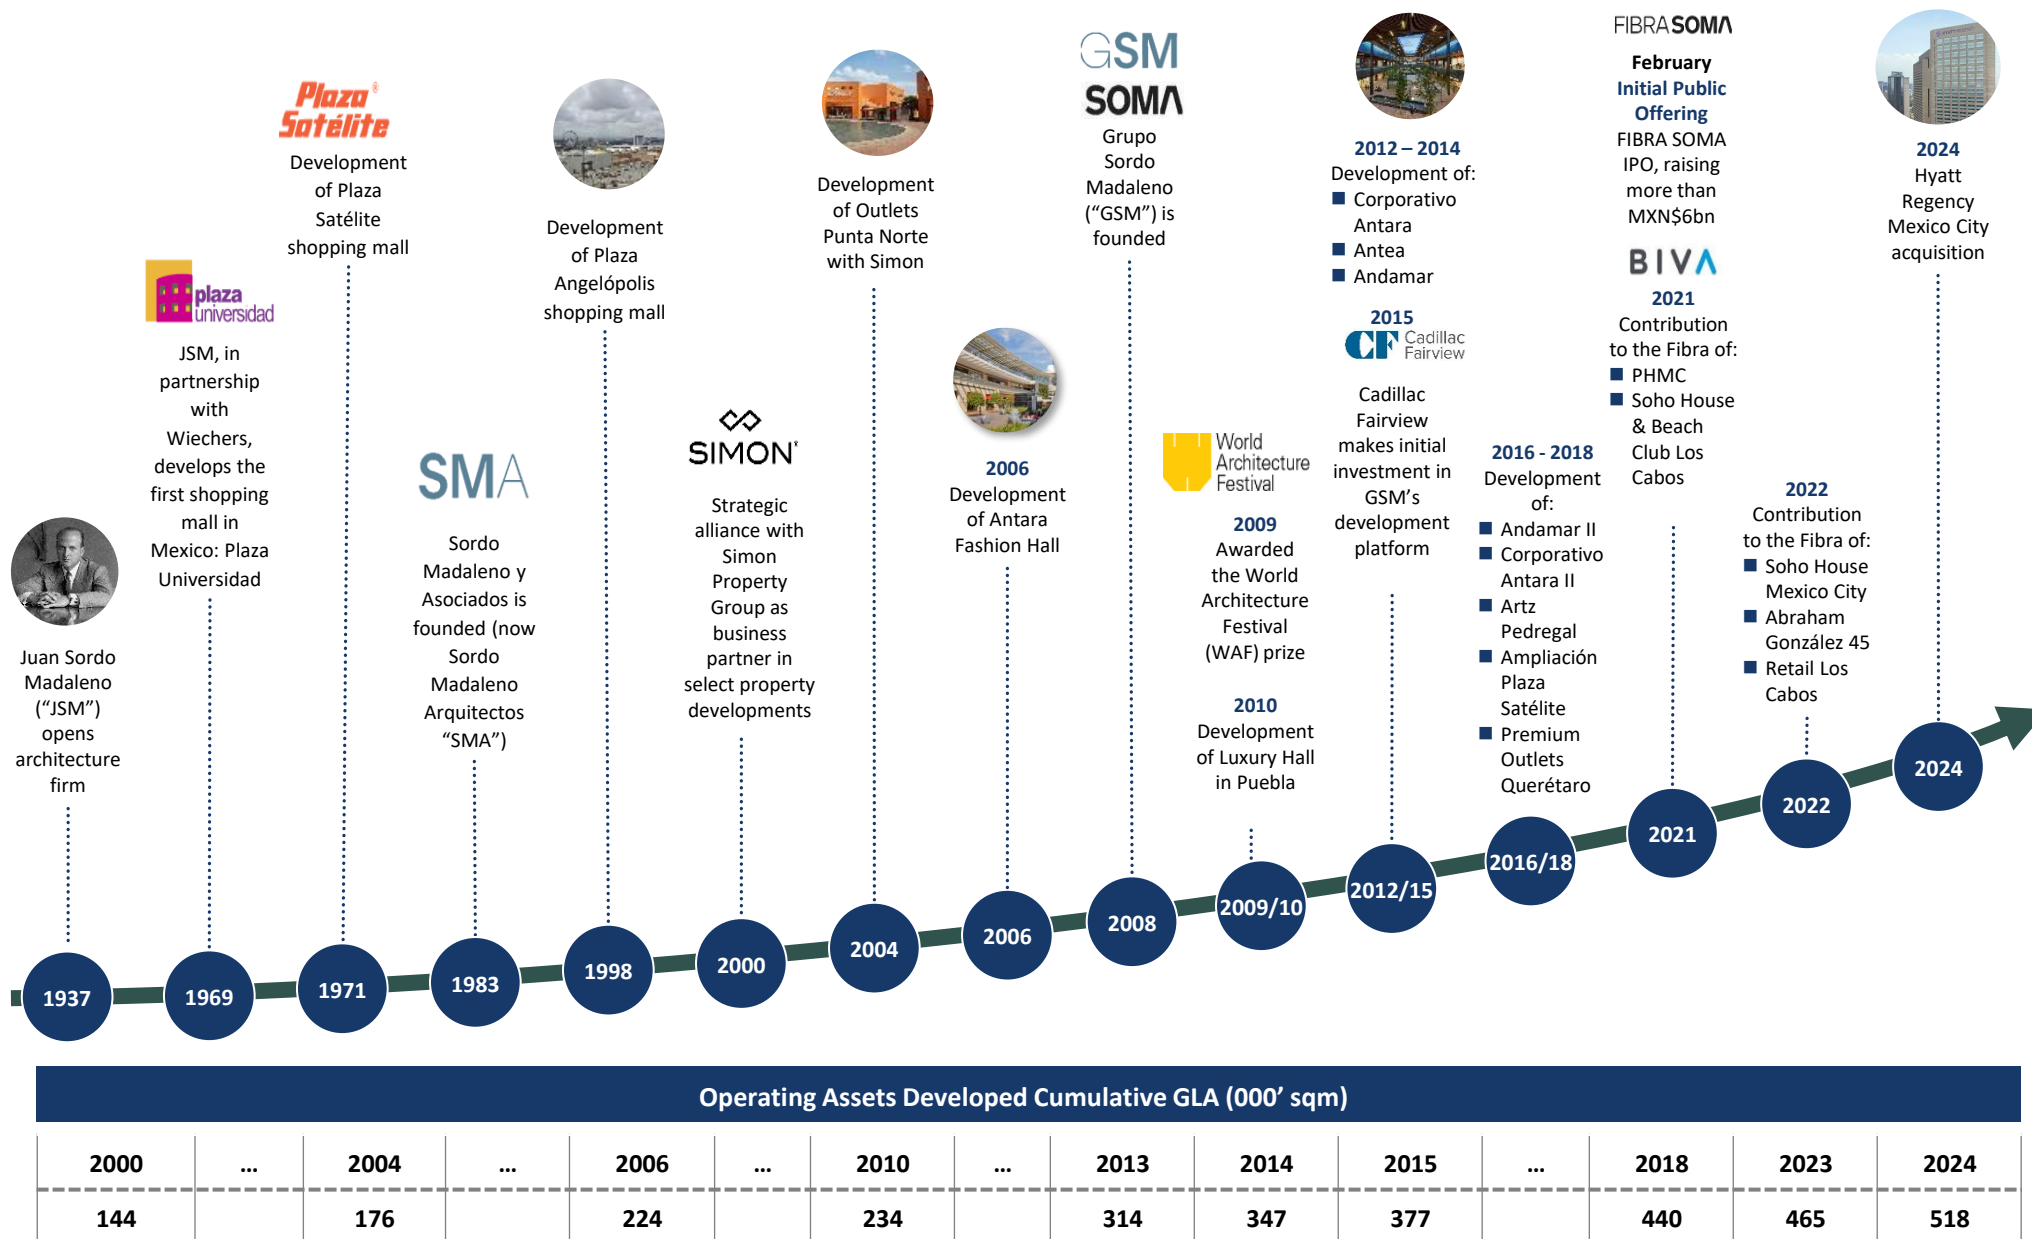 Juan Sordo
Madaleno
(“JSM”)
opens
architecture
firm
plaza
universidad
JSM, in
partnership
with
Wiechers,
develops the
first shopping
mall in
Mexico: Plaza
Universidad
Plaza®
Satélite
Development
of Plaza
Satélite
shopping mall
SMA
Sordo
Madaleno y
Asociados is
founded (now
Sordo
Madaleno
Arquitectos
“SMA”)
Development
of Plaza
Angelópolis
shopping mall
SIMON
Strategic
alliance with
Simon
Property
Group as
business
partner in
select property
developments
Development
of Outlets
Punta Norte
with Simon
2006
Development
of Antara
Fashion Hall
GSM
SOMA
Grupo
Sordo
Madaleno
(“GSM”) is
founded
World
Architecture
Festival
2009
Awarded
the World
Architecture
Festival
(WAF) prize
2010
Development
of Luxury Hall
in Puebla
2012 – 2014
Development of:
■ Corporativo
Antara
■ Antea
■ Andamar
2015
CF Cadillac
Fairview
Cadillac
Fairview
makes initial
investment in
GSM’s
development
platform
2016 - 2018
Development
of:
■ Andamar II
■ Corporativo
Antara II
■ Artz
Pedregal
■ Ampliación
Plaza
Satélite
■ Premium
Outlets
Querétaro
FIBRA SOMA
February
Initial Public
Offering
FIBRA SOMA
IPO, raising
more than
MXN$6bn
BIVA
2021
Contribution
to the Fibra of:
■ PHMC
■ Soho House
& Beach
Club Los
Cabos
2022
Contribution
to the Fibra of:
■ Soho House
Mexico City
■ Abraham
González 45
■ Retail Los
Cabos
2024
Hyatt
Regency
Mexico City
acquisition
1937
1969
1971
1983
1998
2000
2004
2006
2008
2009/10
2012/15
2016/18
2021
2022
2024
Operating Assets Developed Cumulative GLA (000’ sqm)
2000 ... 2004 ... 2006 ... 2010 ... 2013 2014 2015 ... 2018 2023 2024
144 176 224 234 314 347 377 440 465 518